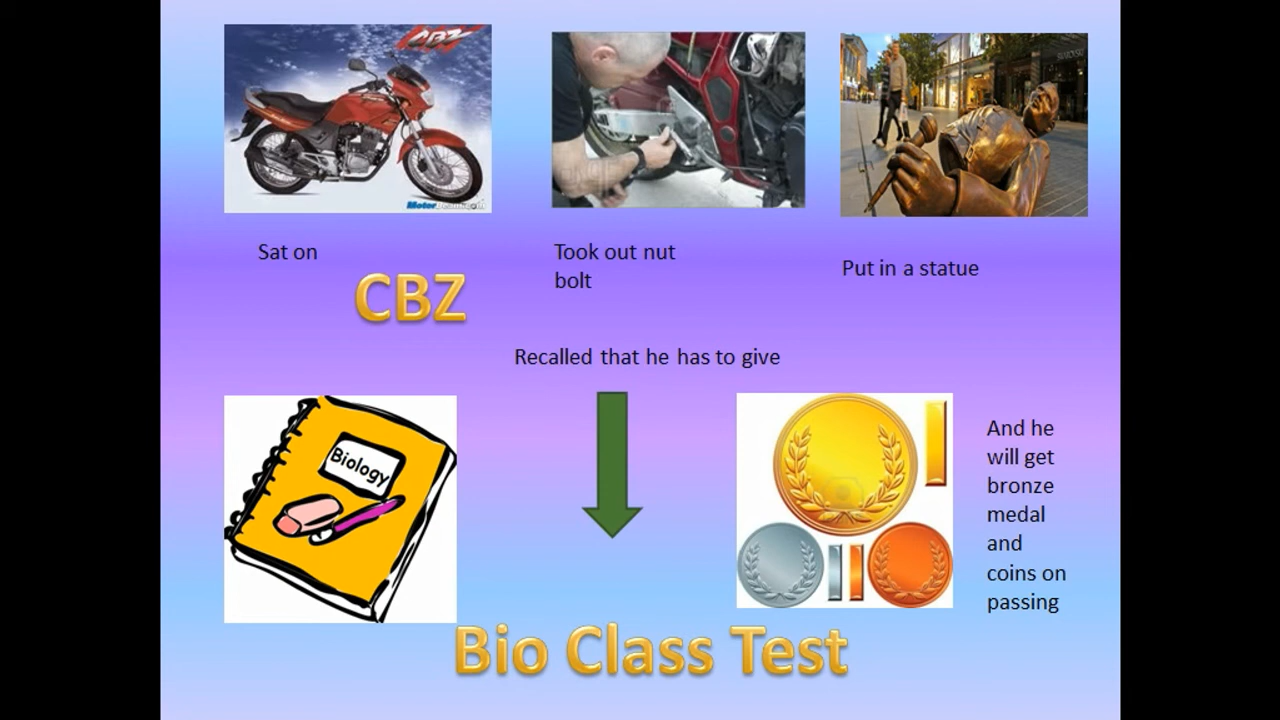 CBZ
Sat on
CBZ
Took out nut
bolt
Put in a statue
Recalled that he has to give
Biology
And he
will get
bronze
medal
and
coins on
passing
Bio Class Test